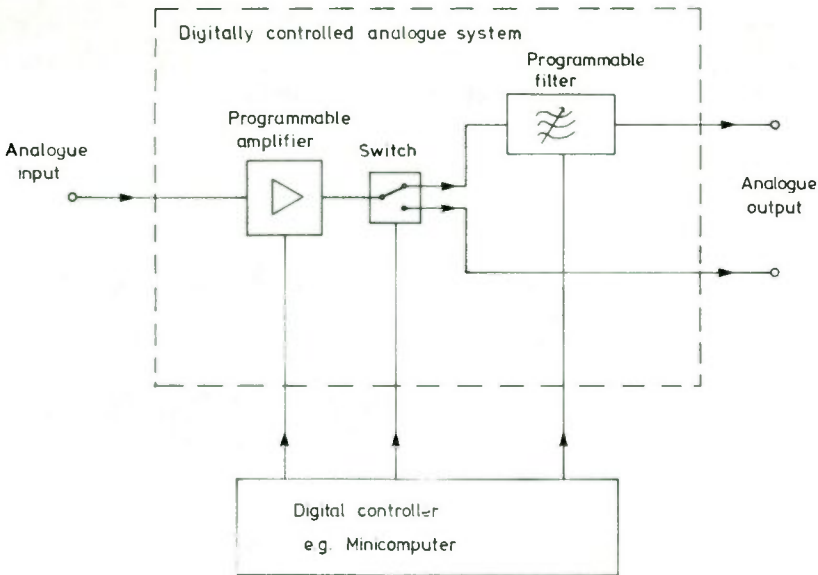 Digitally controlled analogue system
Programmable
filter
Programmable
amplifier
Switch
Analogue
input
Analogue
output
Digital controller
e.g. Minicomputer